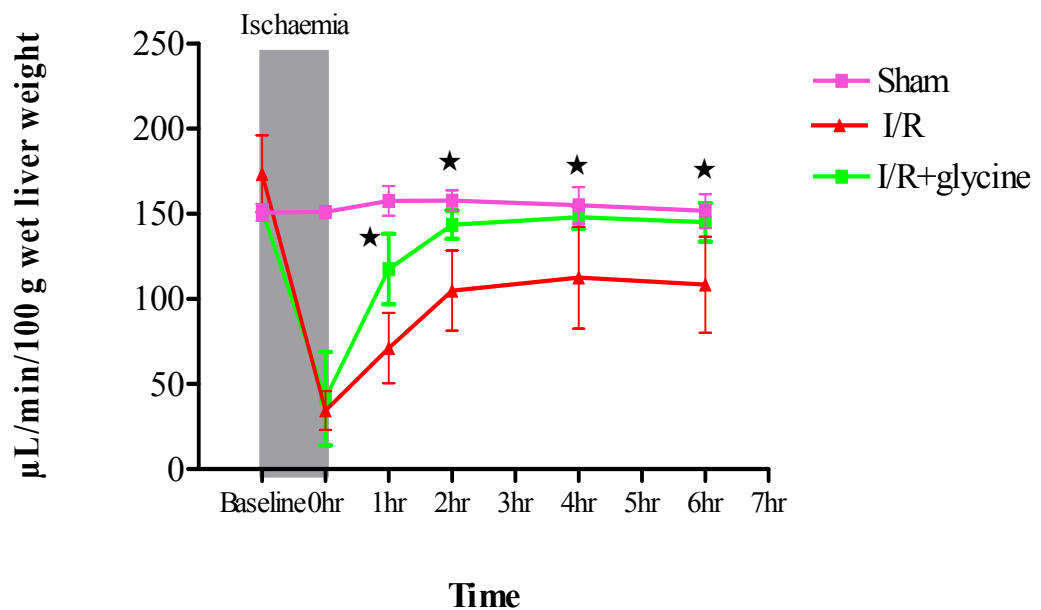 Ischaemia
µL/min/100 g wet liver weight
250
200
150
100
50
0
Baseline 0hr 1hr 2hr 3hr 4hr 5hr 6hr 7hr
Time
Sham
I/R
I/R+glycine